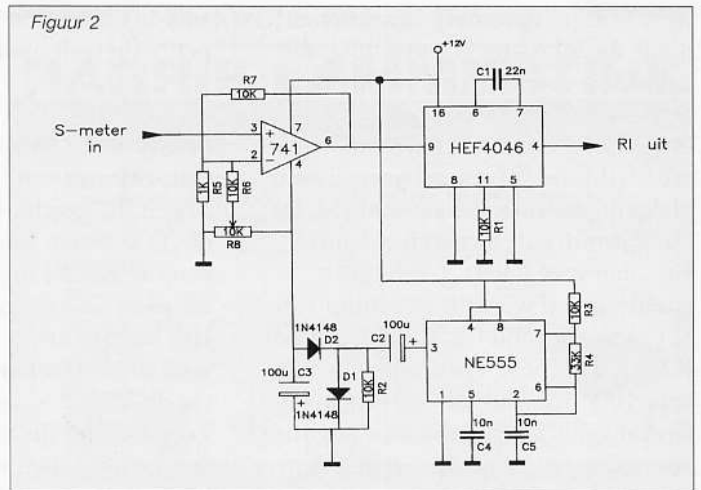 Figuur 2
+12V
R7
10K
C1 22n
S-meter
in
3
+
7
2
−
741
6
4
16
6
7
9
HEF4046
4
RI uit
8
11
5
1K
R5
10K
R6
10K
R8
10K
R1
1N4148
D2
100u
C3
+
1N4148
D1
C2
100u
+
10K
R2
3
4
8
NE555
7
6
1
5
2
10K
R3
33K
R4
10n
C4
10n
C5